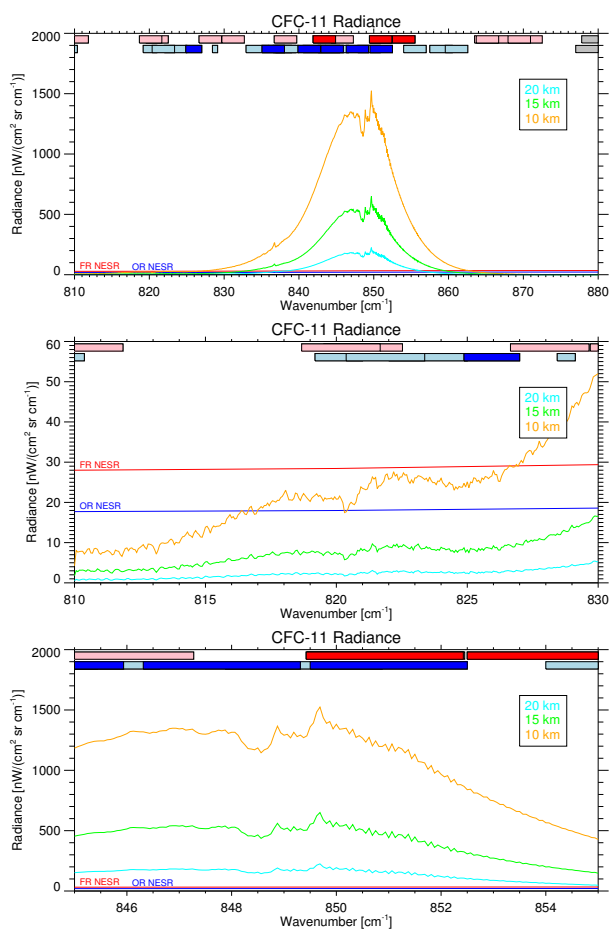 CFC-11 Radiance
Radiance [nW/(cm² sr cm⁻¹)]
2000
1500
1000
500
0
20 km
15 km
10 km
FR NESR
OR NESR
810 820 830 840 850 860 870 880
Wavenumber [cm⁻¹]
CFC-11 Radiance
Radiance [nW/(cm² sr cm⁻¹)]
60
50
40
30
20
10
0
20 km
15 km
10 km
FR NESR
OR NESR
810 815 820 825 830
Wavenumber [cm⁻¹]
CFC-11 Radiance
Radiance [nW/(cm² sr cm⁻¹)]
2000
1500
1000
500
0
20 km
15 km
10 km
FR NESR
OR NESR
846 848 850 852 854
Wavenumber [cm⁻¹]